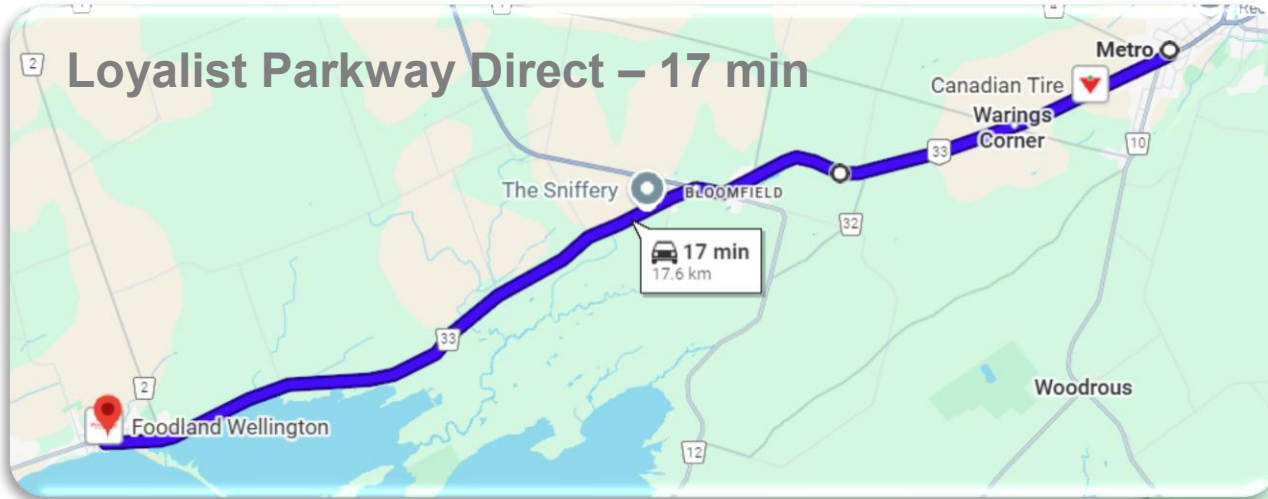 2
Loyalist Parkway Direct – 17 min
4
Metro
Canadian Tire
Warings
Corner
33
10
The Sniffery
BLOOMFIELD
32
17 min
17.6 km
33
2
Foodland Wellington
Woodrous
12